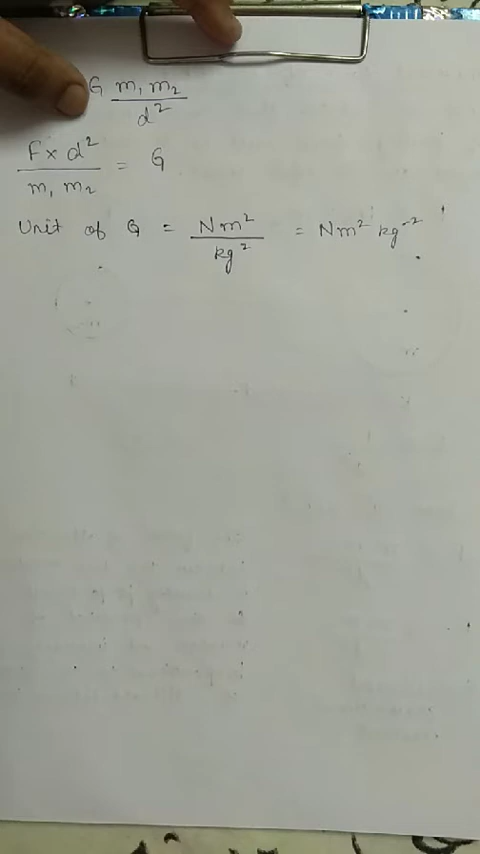 G m₁ m₂ / d²
F × d² / m₁ m₂ = G
Unit of G = Nm² / kg² = Nm² kg⁻²